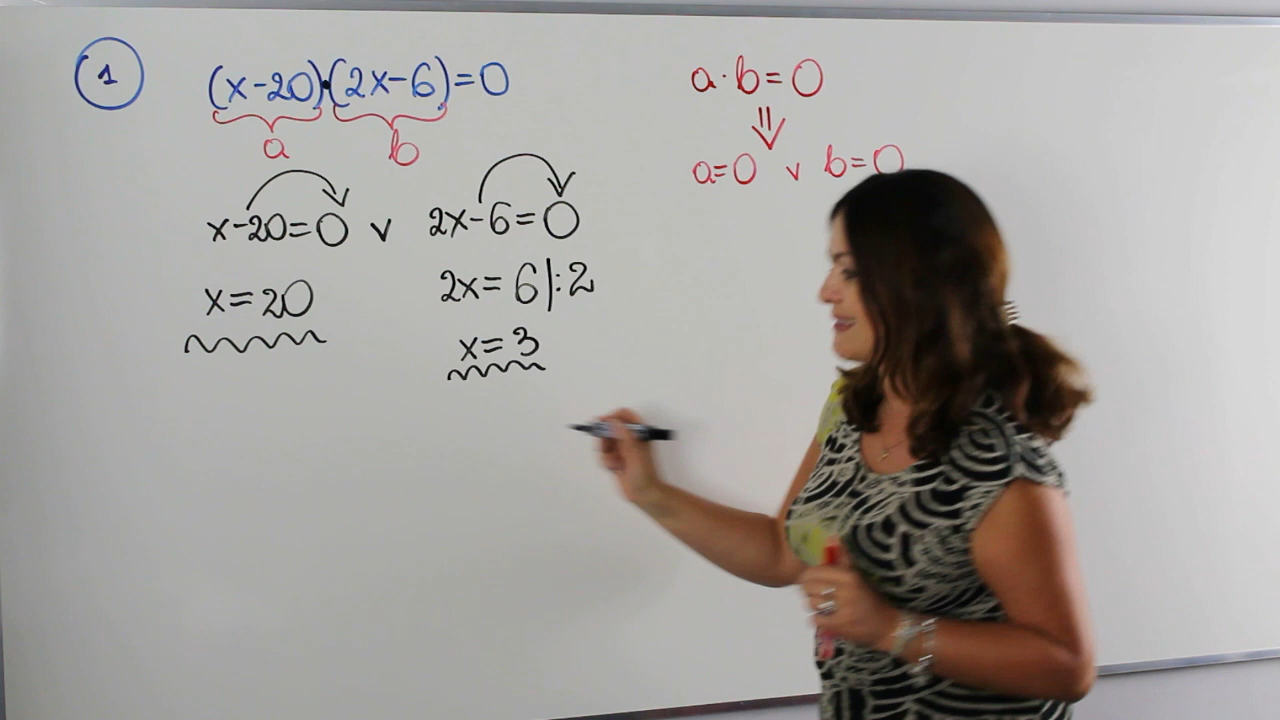 1
(x-20)·(2x-6)=0
a b
x-20=0 v 2x-6=0
x=20
2x=6|:2
x=3
a·b=0
⇓
a=0 v b=0